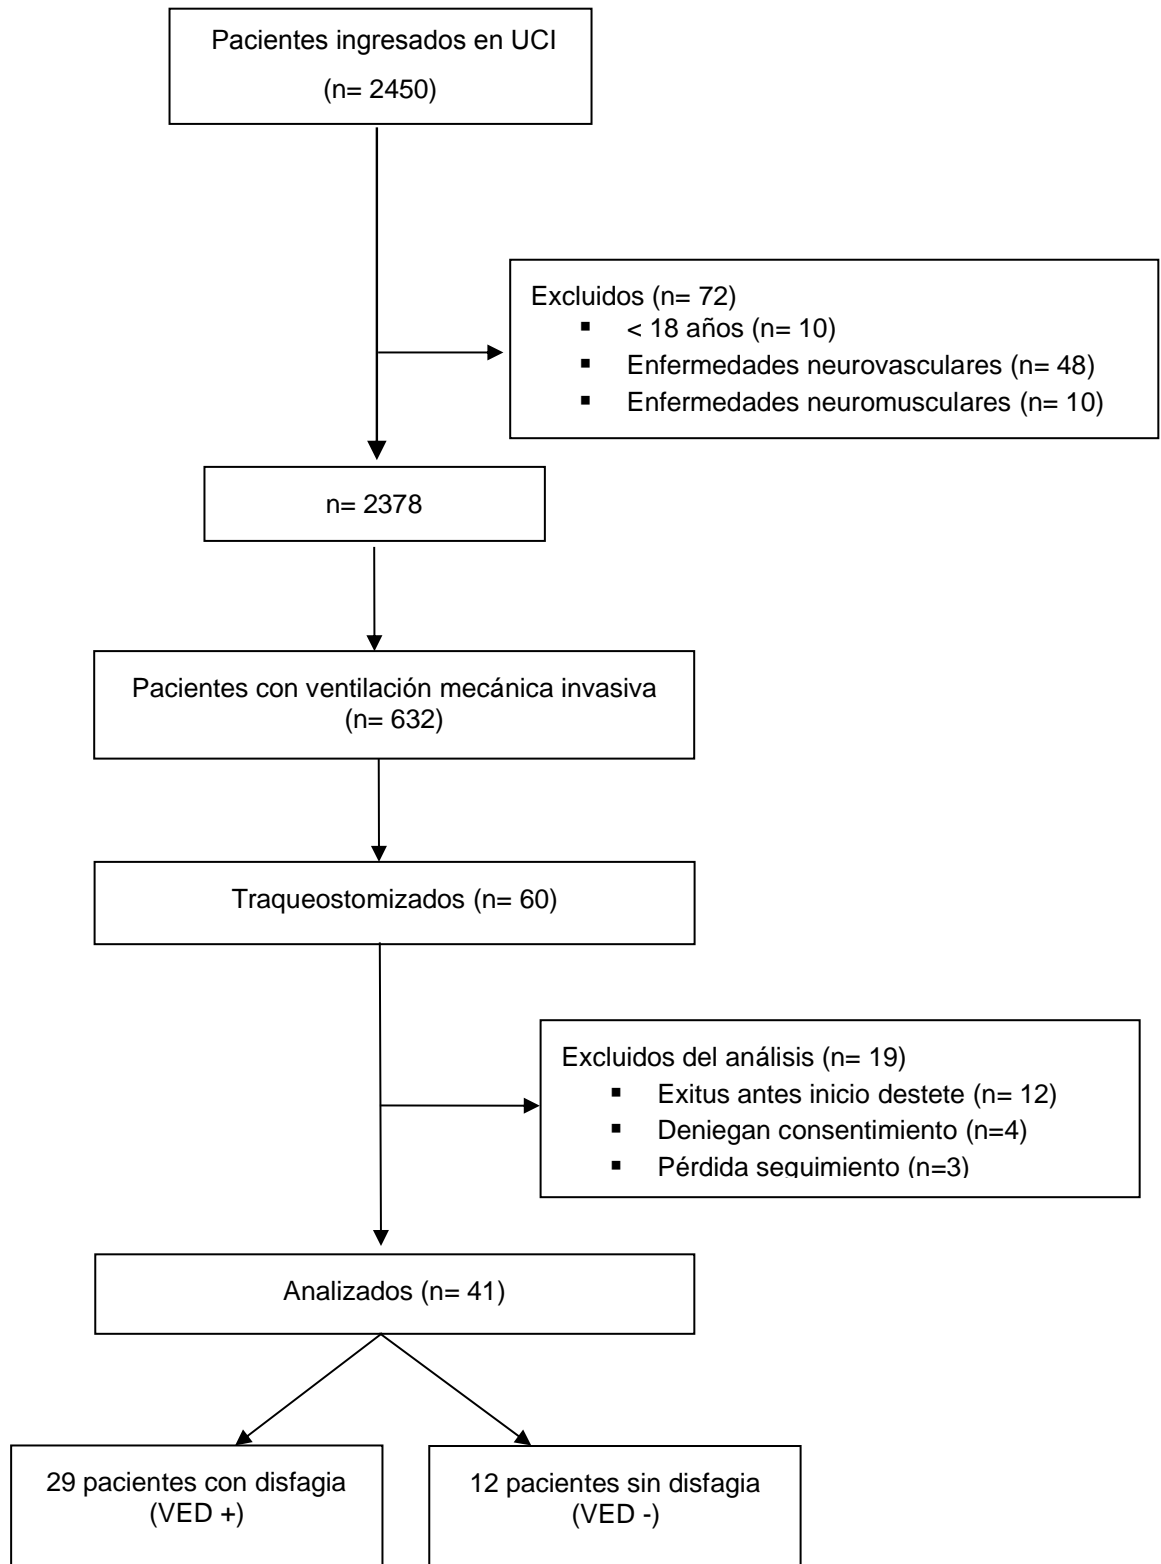 Pacientes ingresados en UCI
(n= 2450)
Excluidos (n= 72)
▪ < 18 años (n= 10)
▪ Enfermedades neurovasculares (n= 48)
▪ Enfermedades neuromusculares (n= 10)
n= 2378
Pacientes con ventilación mecánica invasiva
(n= 632)
Traqueostomizados (n= 60)
Excluidos del análisis (n= 19)
▪ Exitus antes inicio destete (n= 12)
▪ Deniegan consentimiento (n=4)
▪ Pérdida seguimiento (n=3)
Analizados (n= 41)
29 pacientes con disfagia
(VED +)
12 pacientes sin disfagia
(VED -)